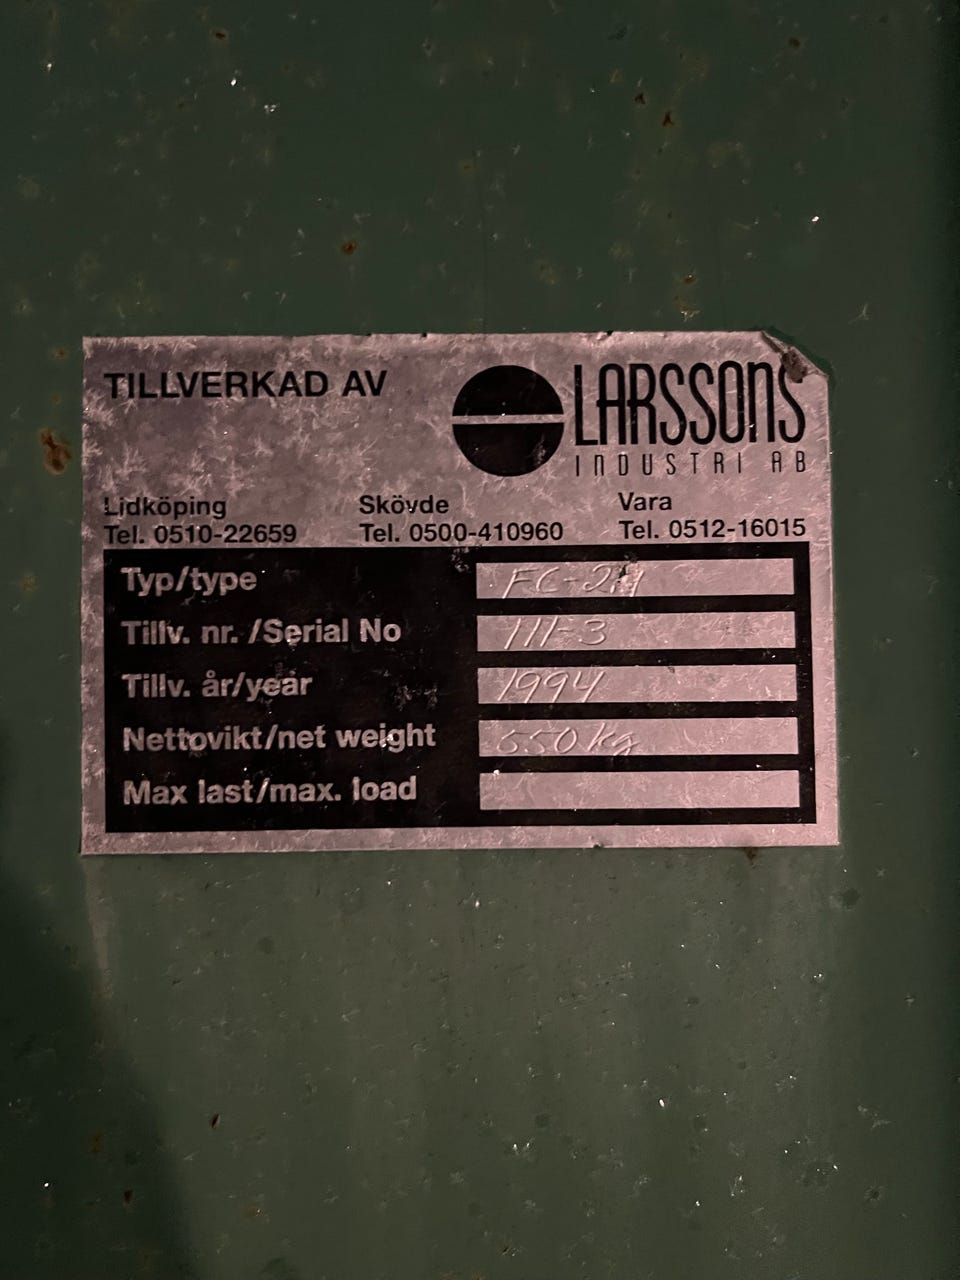 TILLVERKAD AV
LARSSONS
INDUSTRI AB
Lidköping Skövde Vara
Tel. 0510-22659 Tel. 0500-410960 Tel. 0512-16015
Typ/type
Tillv. nr. /Serial No 111-3
Tillv. år/year 1994
Nettovikt/net weight 550 kg
Max last/max. load